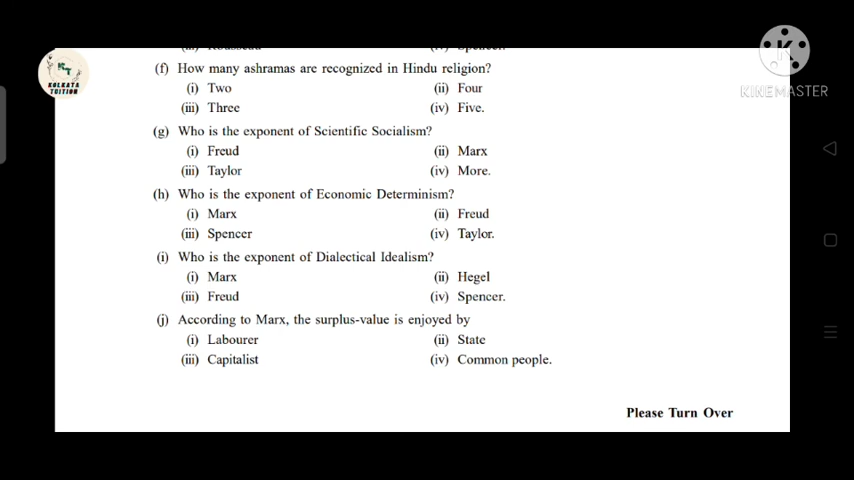 (iii) Rousseau (iv) Spencer.
(f) How many ashramas are recognized in Hindu religion?
(i) Two (ii) Four
(iii) Three (iv) Five.
(g) Who is the exponent of Scientific Socialism?
(i) Freud (ii) Marx
(iii) Taylor (iv) More.
(h) Who is the exponent of Economic Determinism?
(i) Marx (ii) Freud
(iii) Spencer (iv) Taylor.
(i) Who is the exponent of Dialectical Idealism?
(i) Marx (ii) Hegel
(iii) Freud (iv) Spencer.
(j) According to Marx, the surplus-value is enjoyed by
(i) Labourer (ii) State
(iii) Capitalist (iv) Common people.
Please Turn Over
KOLKATA
TUITION
K
KINEMASTER